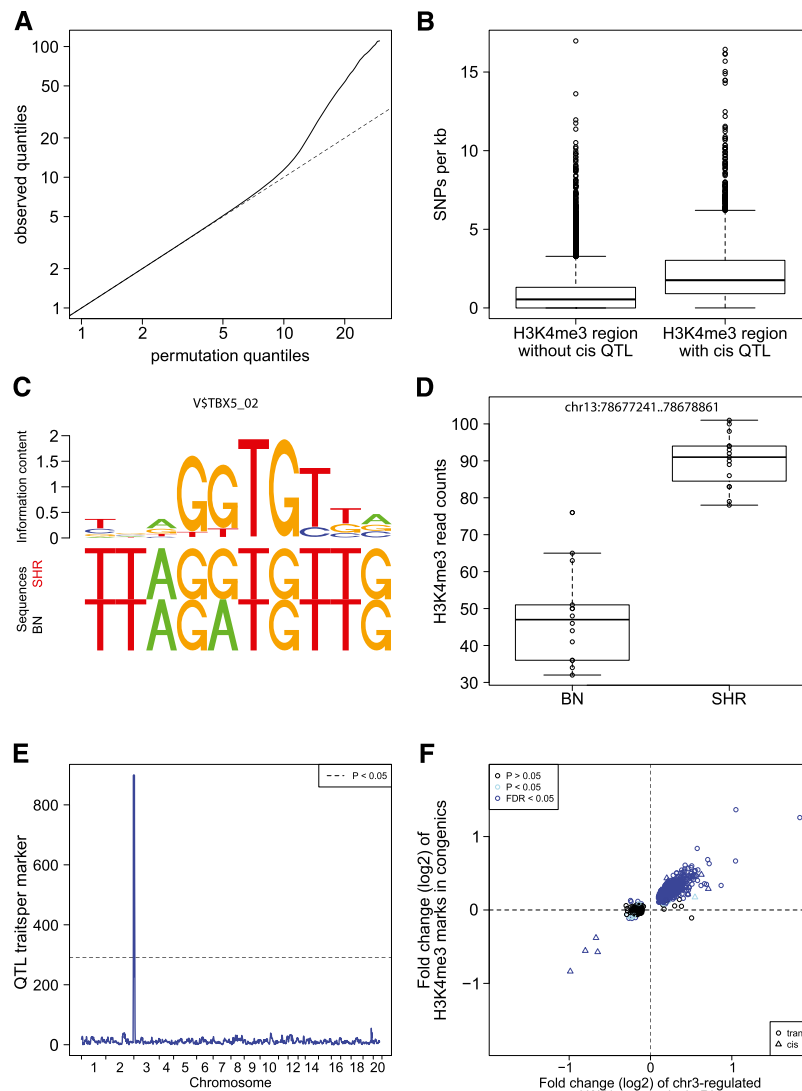 A
observed quantiles
100
50
20
10
5
2
1
1
2
5
10
20
permutation quantiles
B
SNPs per kb
15
10
5
0
H3K4me3 region
without cis QTL
H3K4me3 region
with cis QTL
C
V$TBX5_02
Information content
2
1.5
1
0.5
0
Sequences
SHR
BN
TTAGGTGTTG
TTAGATGTTG
D
chr13:78677241..78678861
H3K4me3 read counts
100
90
80
70
60
50
40
30
BN
SHR
E
P < 0.05
QTL traitsper marker
800
600
400
200
0
1 2 3 4 5 6 7 8 9 10 12 14 16 18 20
Chromosome
F
P > 0.05
P < 0.05
FDR < 0.05
Fold change (log2) of
H3K4me3 marks in congenics
1
0
−1
tran
cis
−1
0
1
Fold change (log2) of chr3-regulated